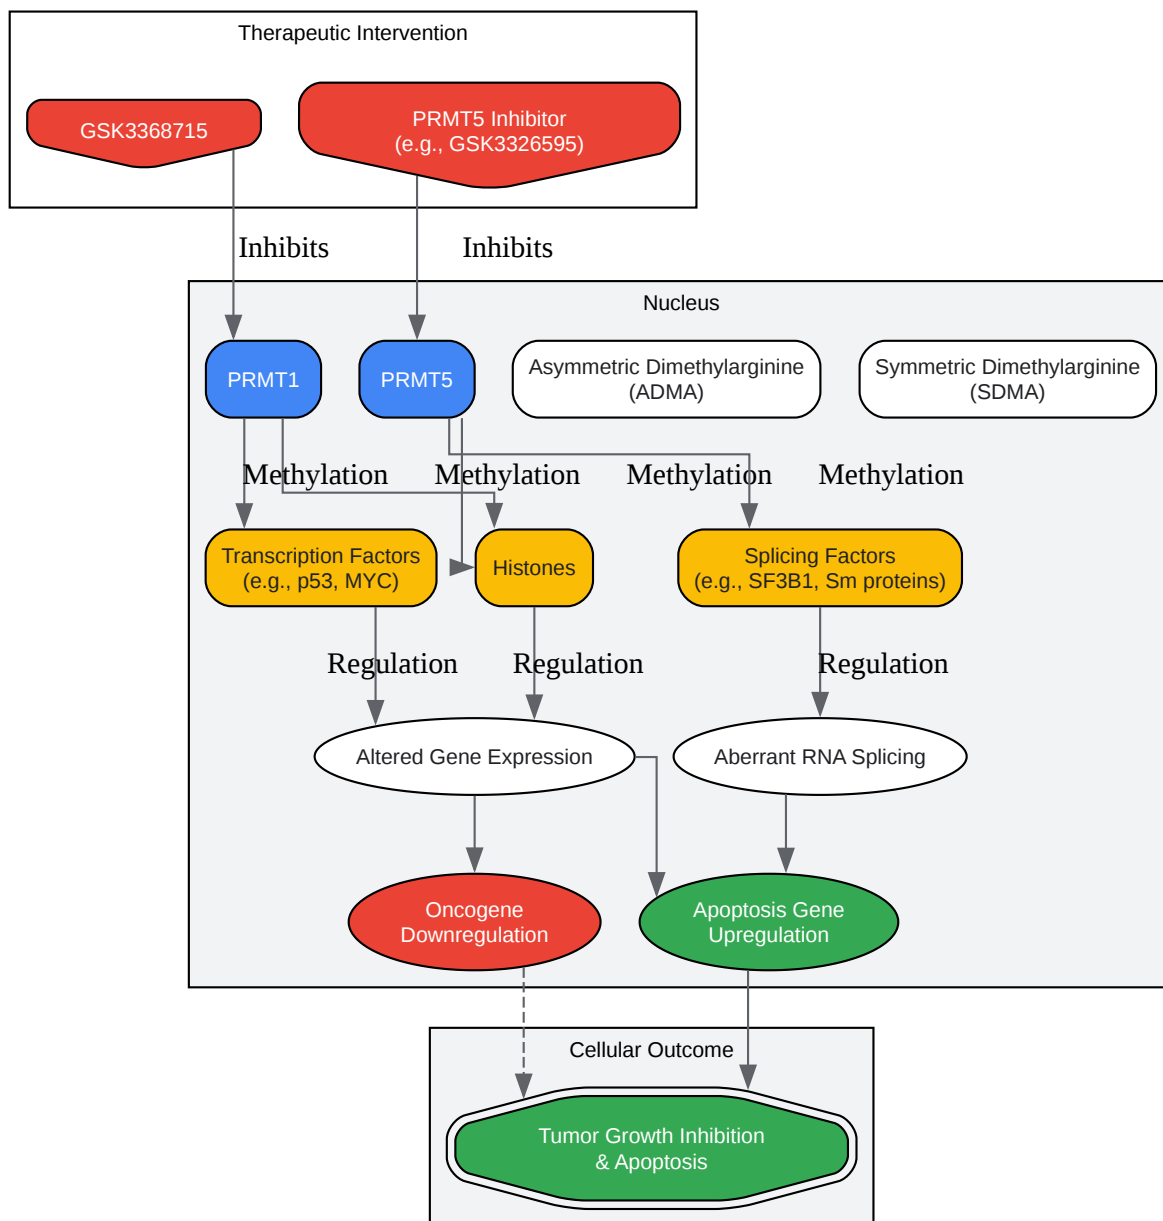 Therapeutic Intervention
GSK3368715
PRMT5 Inhibitor
(e.g., GSK3326595)
Inhibits
Inhibits
Nucleus
PRMT1
PRMT5
Asymmetric Dimethylarginine
(ADMA)
Symmetric Dimethylarginine
(SDMA)
Methylation
Methylation
Methylation
Methylation
Transcription Factors
(e.g., p53, MYC)
Histones
Splicing Factors
(e.g., SF3B1, Sm proteins)
Regulation
Regulation
Regulation
Altered Gene Expression
Aberrant RNA Splicing
Oncogene
Downregulation
Apoptosis Gene
Upregulation
Cellular Outcome
Tumor Growth Inhibition
& Apoptosis